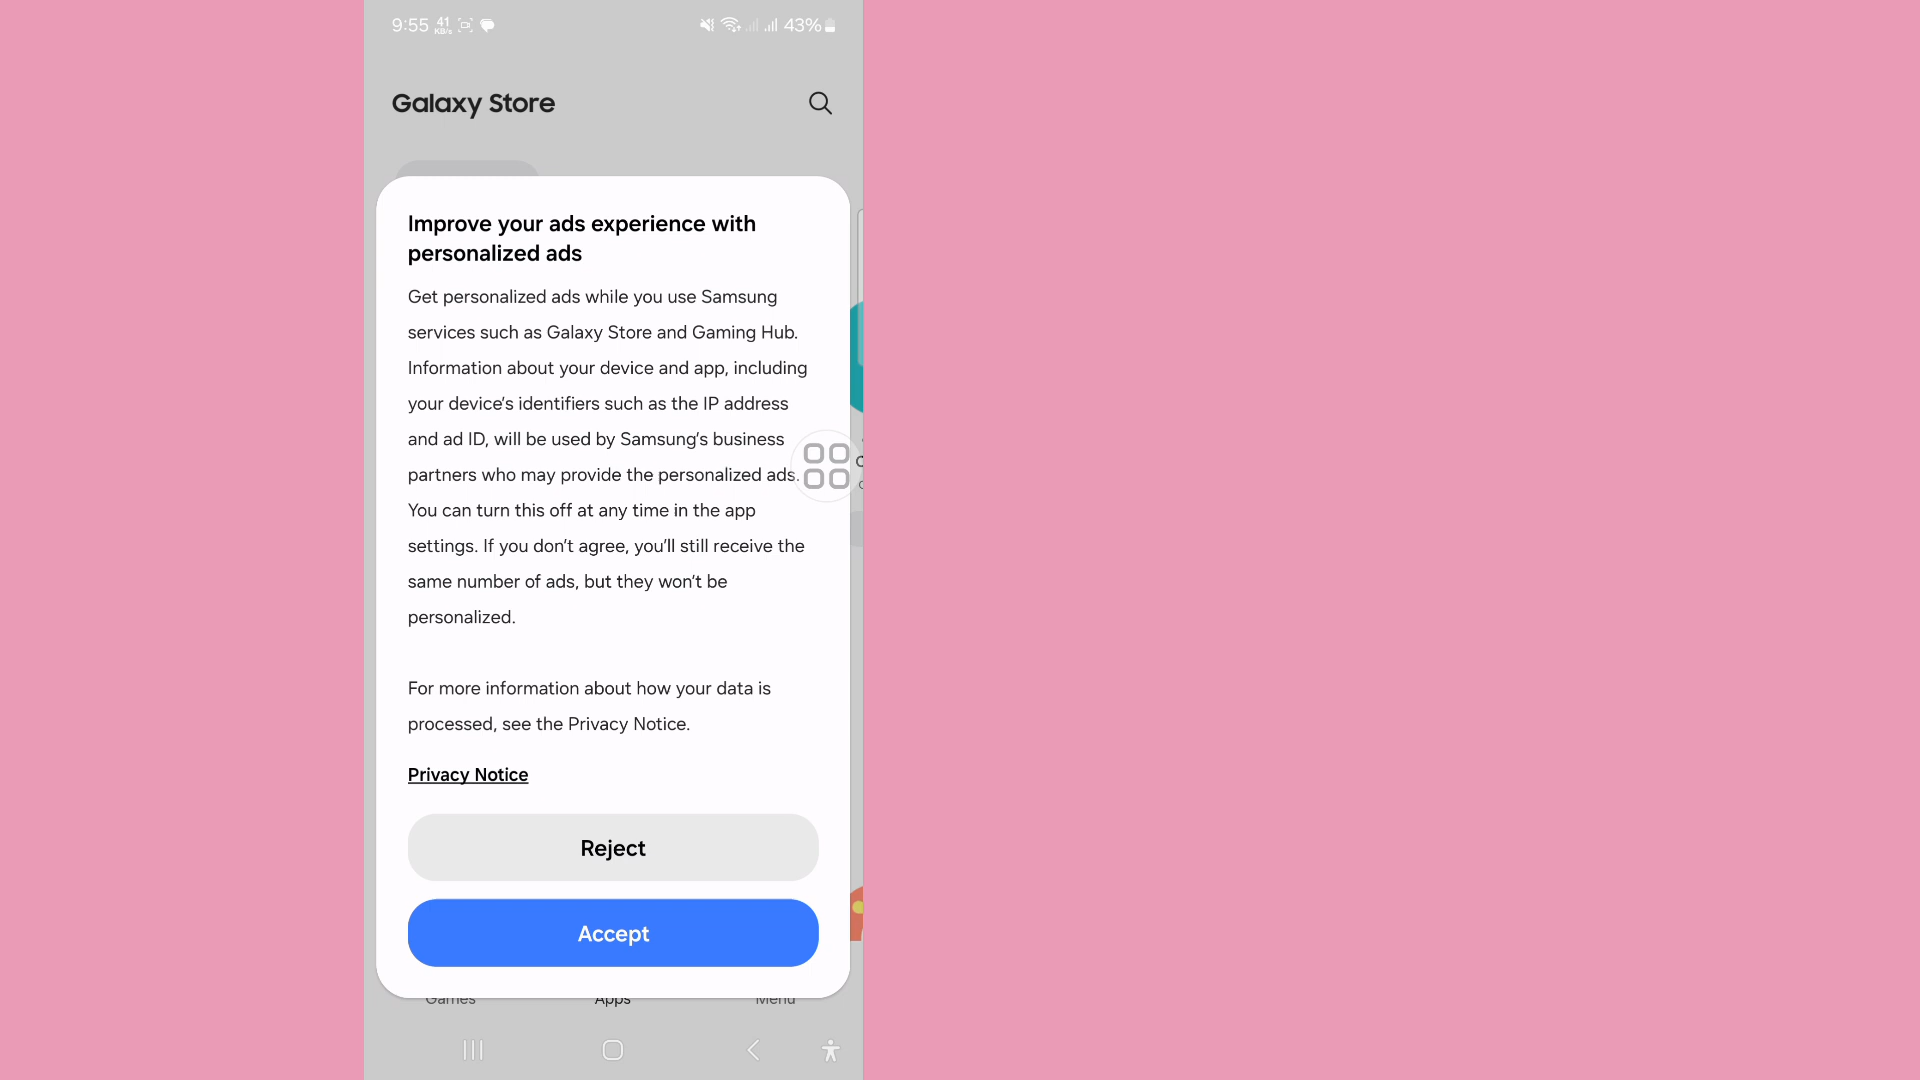 9:55 41 KB/s 43%
Galaxy Store
Improve your ads experience with
personalized ads
Get personalized ads while you use Samsung
services such as Galaxy Store and Gaming Hub.
Information about your device and app, including
your device's identifiers such as the IP address
and ad ID, will be used by Samsung's business
partners who may provide the personalized ads.
You can turn this off at any time in the app
settings. If you don't agree, you'll still receive the
same number of ads, but they won't be
personalized.
For more information about how your data is
processed, see the Privacy Notice.
Privacy Notice
Reject
Accept
Games Apps Menu